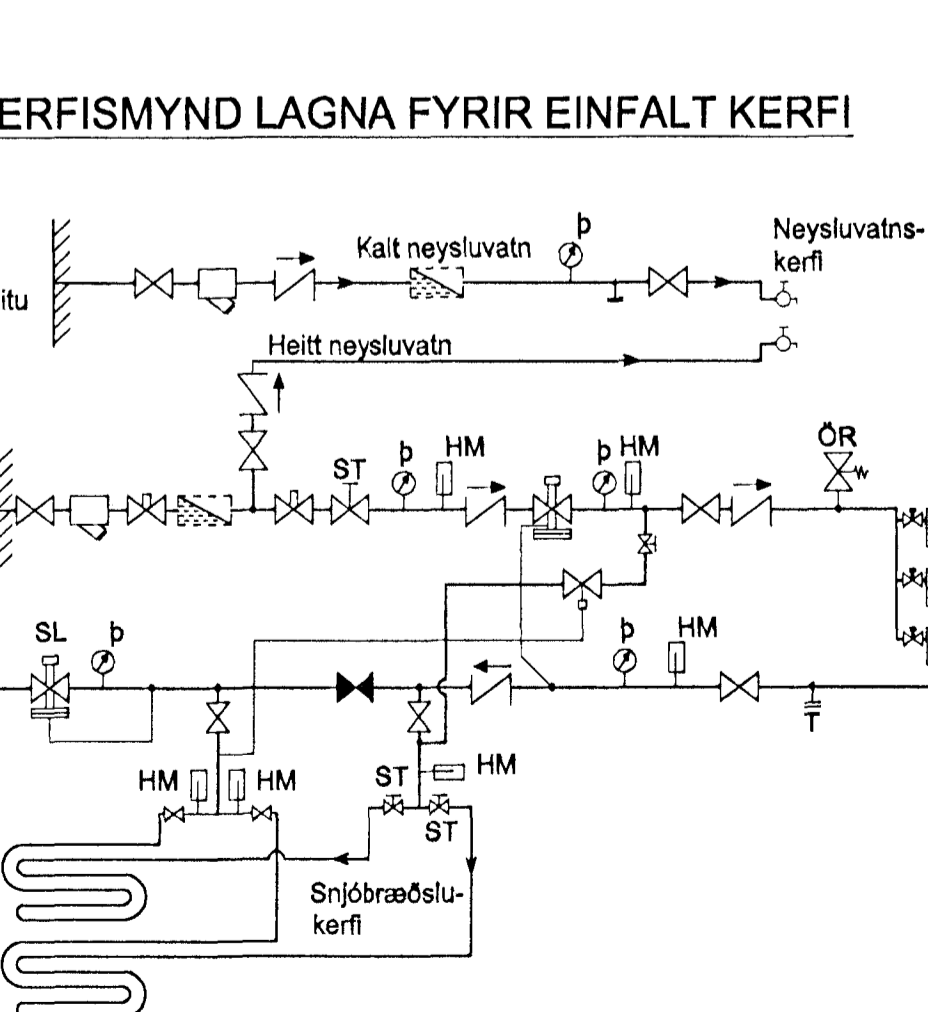 ERFISMYND LAGNA FYRIR EINFALT KERFI
þ
Neysluvatns-
kerfi
Kalt neysluvatn
itu
Heitt neysluvatn
ÖR
ST
þ
HM
þ
HM
SL
þ
þ
HM
T
HM
HM
ST
HM
ST
Snjóbræðslu-
kerfi